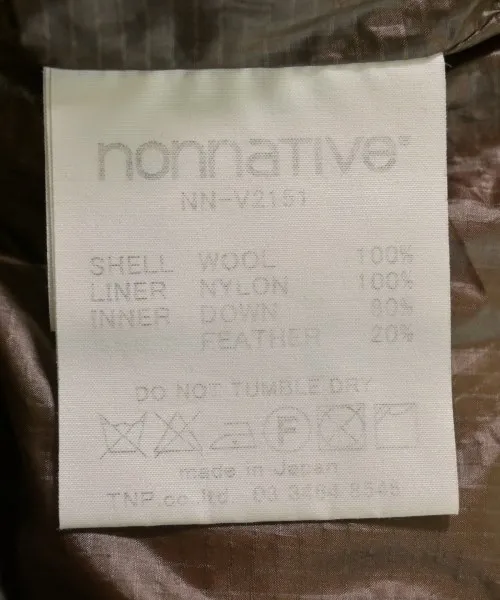 nonnative®
NN-V2151
SHELL WOOL 100%
LINER NYLON 100%
INNER DOWN 80%
FEATHER 20%
DO NOT TUMBLE DRY
F
made in Japan
TNP co.ltd. 03 3464 8548